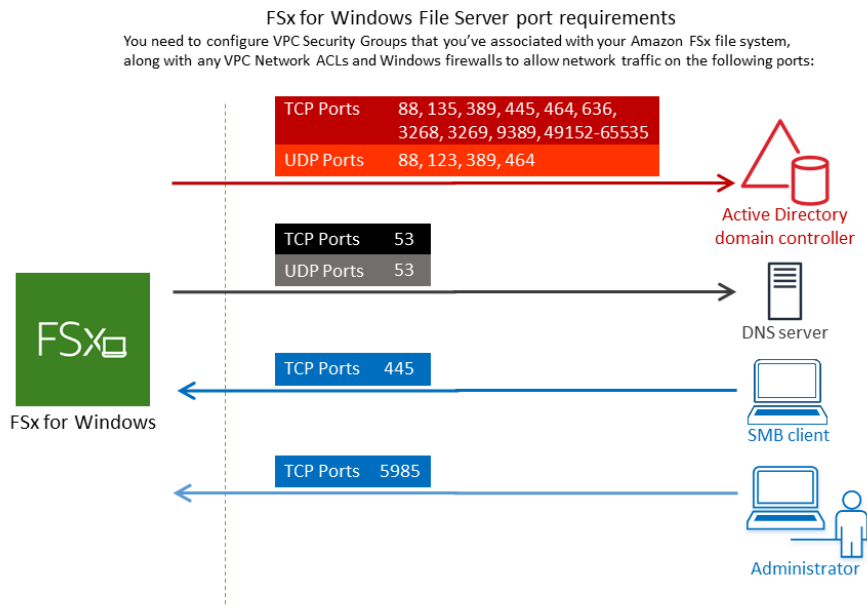 FSx for Windows File Server port requirements
You need to configure VPC Security Groups that you've associated with your Amazon FSx file system,
along with any VPC Network ACLs and Windows firewalls to allow network traffic on the following ports:
TCP Ports 88, 135, 389, 445, 464, 636,
3268, 3269, 9389, 49152-65535
UDP Ports 88, 123, 389, 464
Active Directory
domain controller
TCP Ports 53
UDP Ports 53
DNS server
FSx
FSx for Windows
TCP Ports 445
SMB client
TCP Ports 5985
Administrator